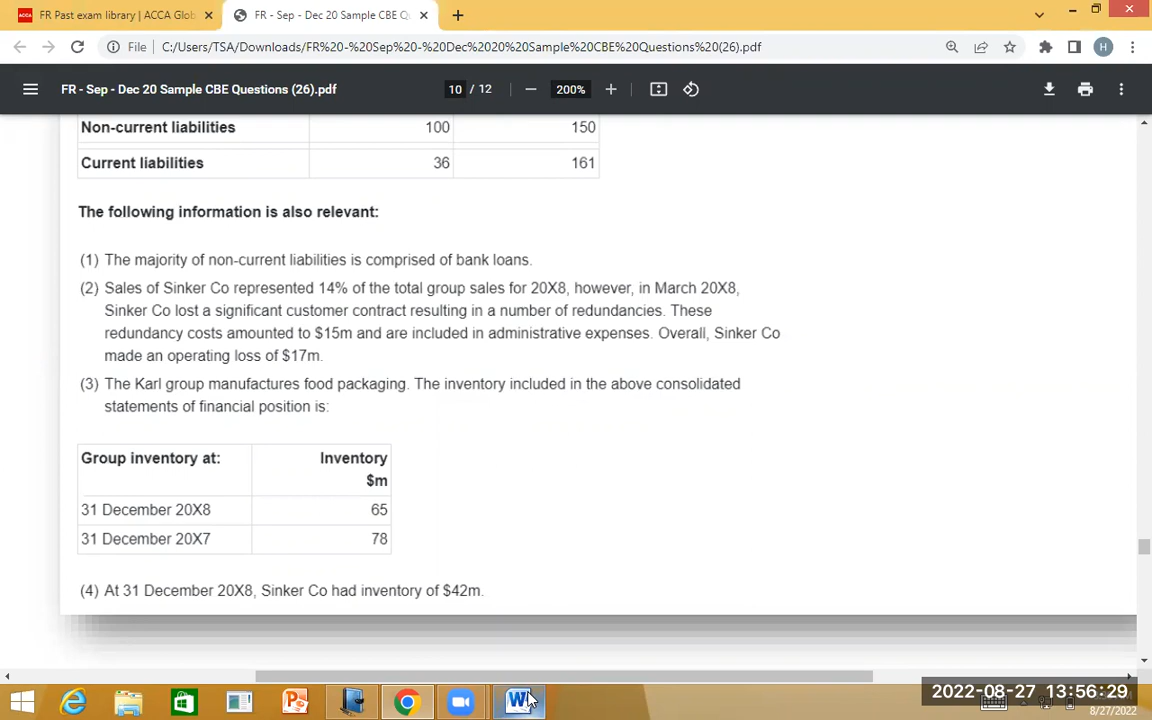 FR Past exam library | ACCA Glob
FR - Sep - Dec 20 Sample CBE Q
File C:/Users/TSA/Downloads/FR%20-%20Sep%20-%20Dec%2020%20Sample%20CBE%20Questions%20(26).pdf
H
FR - Sep - Dec 20 Sample CBE Questions (26).pdf
10 / 12
200%
Non-current liabilities 100 150
Current liabilities 36 161
The following information is also relevant:
(1) The majority of non-current liabilities is comprised of bank loans.
(2) Sales of Sinker Co represented 14% of the total group sales for 20X8, however, in March 20X8,
Sinker Co lost a significant customer contract resulting in a number of redundancies. These
redundancy costs amounted to $15m and are included in administrative expenses. Overall, Sinker Co
made an operating loss of $17m.
(3) The Karl group manufactures food packaging. The inventory included in the above consolidated
statements of financial position is:
Group inventory at: Inventory
$m
31 December 20X8 65
31 December 20X7 78
(4) At 31 December 20X8, Sinker Co had inventory of $42m.
2022-08-27 13:56:29
8/27/2022